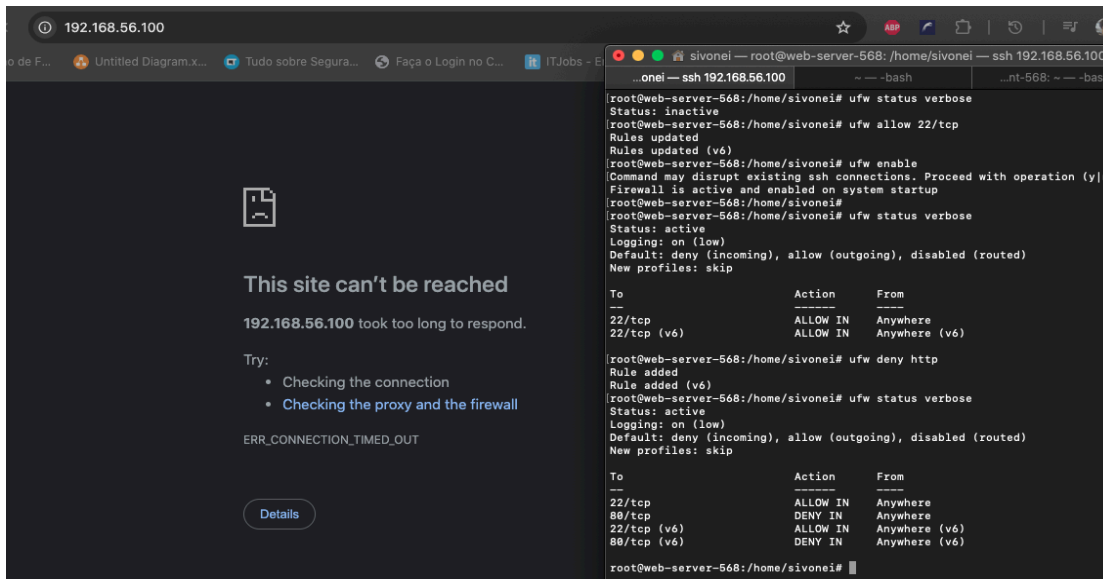 192.168.56.100
ABP
o de F...
Untitled Diagram.x...
Tudo sobre Segura...
Faça o Login no C...
it
ITJobs - E
sivonei — root@web-server-568: /home/sivonei — ssh 192.168.56.100
...onei — ssh 192.168.56.100
~ — -bash
...nt-568: ~ — -bas
This site can't be reached
192.168.56.100 took too long to respond.
Try:
• Checking the connection
• Checking the proxy and the firewall
ERR_CONNECTION_TIMED_OUT
Details
[root@web-server-568:/home/sivonei# ufw status verbose
Status: inactive
[root@web-server-568:/home/sivonei# ufw allow 22/tcp
Rules updated
Rules updated (v6)
[root@web-server-568:/home/sivonei# ufw enable
[Command may disrupt existing ssh connections. Proceed with operation (y|
Firewall is active and enabled on system startup
[root@web-server-568:/home/sivonei#
[root@web-server-568:/home/sivonei# ufw status verbose
Status: active
Logging: on (low)
Default: deny (incoming), allow (outgoing), disabled (routed)
New profiles: skip
To Action From
-- ------ ----
22/tcp ALLOW IN Anywhere
22/tcp (v6) ALLOW IN Anywhere (v6)
[root@web-server-568:/home/sivonei# ufw deny http
Rule added
Rule added (v6)
[root@web-server-568:/home/sivonei# ufw status verbose
Status: active
Logging: on (low)
Default: deny (incoming), allow (outgoing), disabled (routed)
New profiles: skip
To Action From
-- ------ ----
22/tcp ALLOW IN Anywhere
80/tcp DENY IN Anywhere
22/tcp (v6) ALLOW IN Anywhere (v6)
80/tcp (v6) DENY IN Anywhere (v6)
root@web-server-568:/home/sivonei#